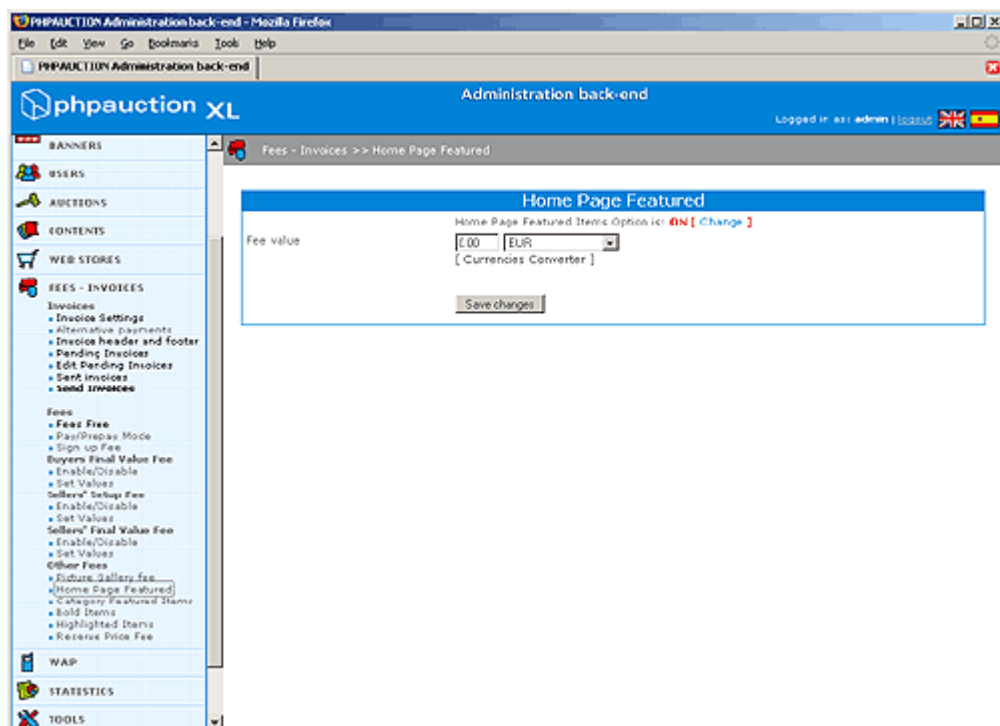 PHPAUCTION Administration back-end - Mozilla Firefox
File Edit View Go Bookmarks Tools Help
PHPAUCTION Administration back-end
phpauction XL
Administration back-end
Logged in as: admin | logout
BANNERS
Fees - Invoices >> Home Page Featured
USERS
AUCTIONS
CONTENTS
WEB STORES
FEES - INVOICES
Invoices
Invoice Settings
Alternative payments
Invoice header and footer
Pending Invoices
Edit Pending Invoices
Sent invoices
Send Invoices
Fees
Fees Free
Pay/Prepay Mode
Sign up Fee
Buyers Final Value Fee
Enable/Disable
Set Values
Sellers' Setup Fee
Enable/Disable
Set Values
Sellers' Final Value Fee
Enable/Disable
Set Values
Other Fees
Picture Gallery fee
Home Page Featured
Category Featured Items
Bold Items
Highlighted Items
Reserve Price Fee
WAP
STATISTICS
TOOLS
Home Page Featured
Home Page Featured Items Option is: ON [ Change ]
Fee value
0.00 EUR
[ Currencies Converter ]
Save changes